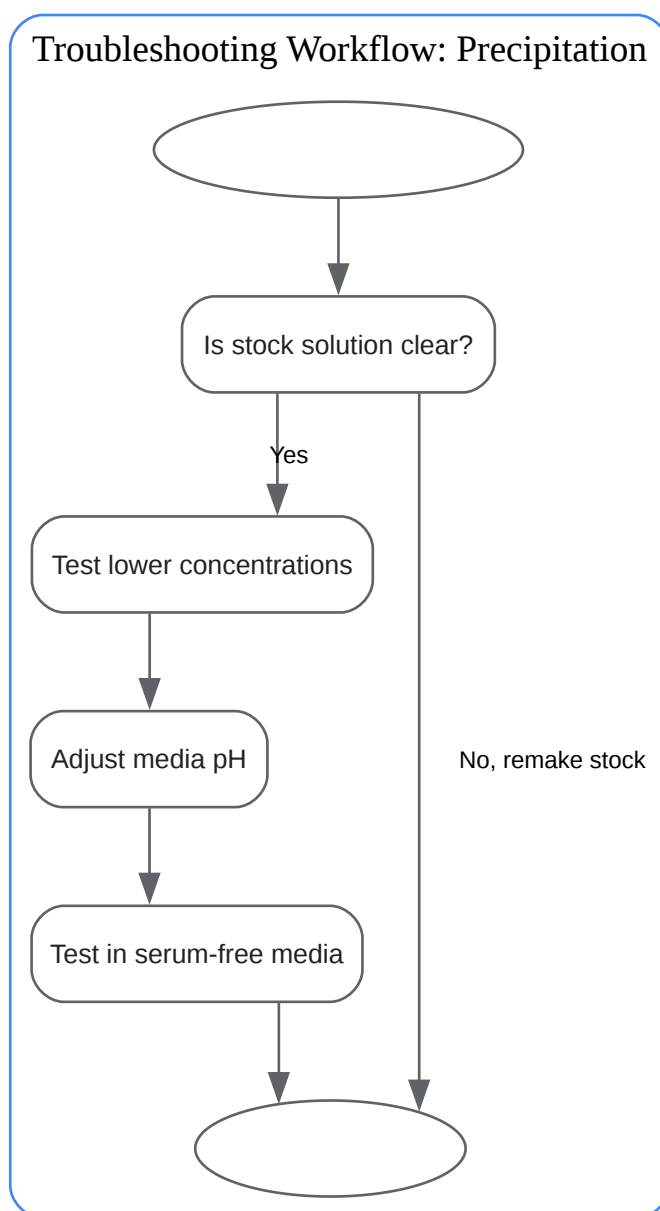 Troubleshooting Workflow: Precipitation
Is stock solution clear?
Yes
Test lower concentrations
Adjust media pH
No, remake stock
Test in serum-free media